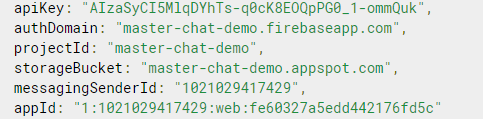 apiKey: "AIzaSyCI5MlqDYhTs-q0cK8EOQpPG0_1-ommQuk",
authDomain: "master-chat-demo.firebaseapp.com",
projectId: "master-chat-demo",
storageBucket: "master-chat-demo.appspot.com",
messagingSenderId: "1021029417429",
appId: "1:1021029417429:web:fe60327a5edd442176fd5c"